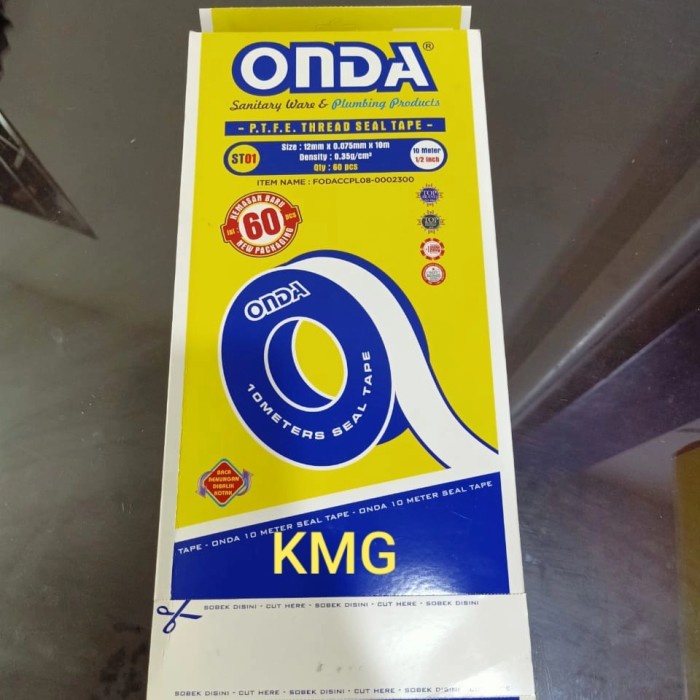 ONDA®
Sanitary Ware & Plumbing Products
- P.T.F.E. THREAD SEAL TAPE -
ST01
Size : 12mm x 0.075mm x 10m
Density : 0.35g/cm³
Qty : 60 pcs
10 Meter
1/2 inch
ITEM NAME : FODACCPL08-0002300
KEMASAN BARU
isi 60 pcs
NEW PACKAGING
ONDA
10METERS SEAL TAPE
BACA
RENUNGAN
DIBALIK
KOTAK
TAPE - ONDA 10 METER SEAL TAPE - ONDA 10 METER SEAL TAPE
KMG
SOBEK DISINI - CUT HERE - SOBEK DISINI - CUT HERE - SOBEK DISINI
SOBEK DISINI - CUT HERE - SOBEK DISINI - CUT HERE - SOBEK DISINI